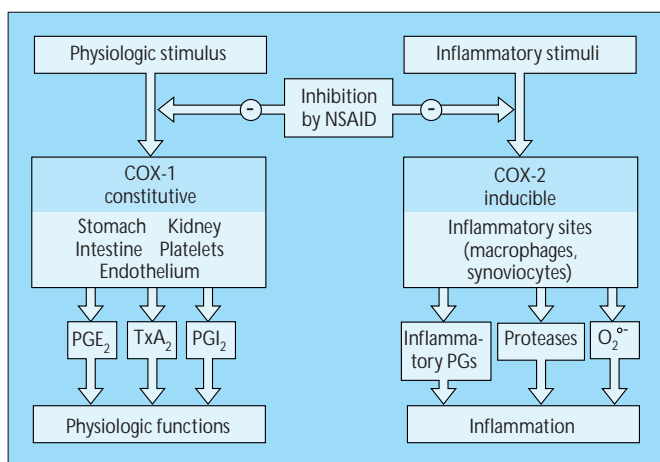 Physiologic stimulus
Inflammatory stimuli
Inhibition
by NSAID
-
-
COX-1
constitutive
Stomach Kidney
Intestine Platelets
Endothelium
COX-2
inducible
Inflammatory sites
(macrophages,
synoviocytes)
PGE₂
TxA₂
PGI₂
Inflamma-
tory PGs
Proteases
O₂°⁻
Physiologic functions
Inflammation